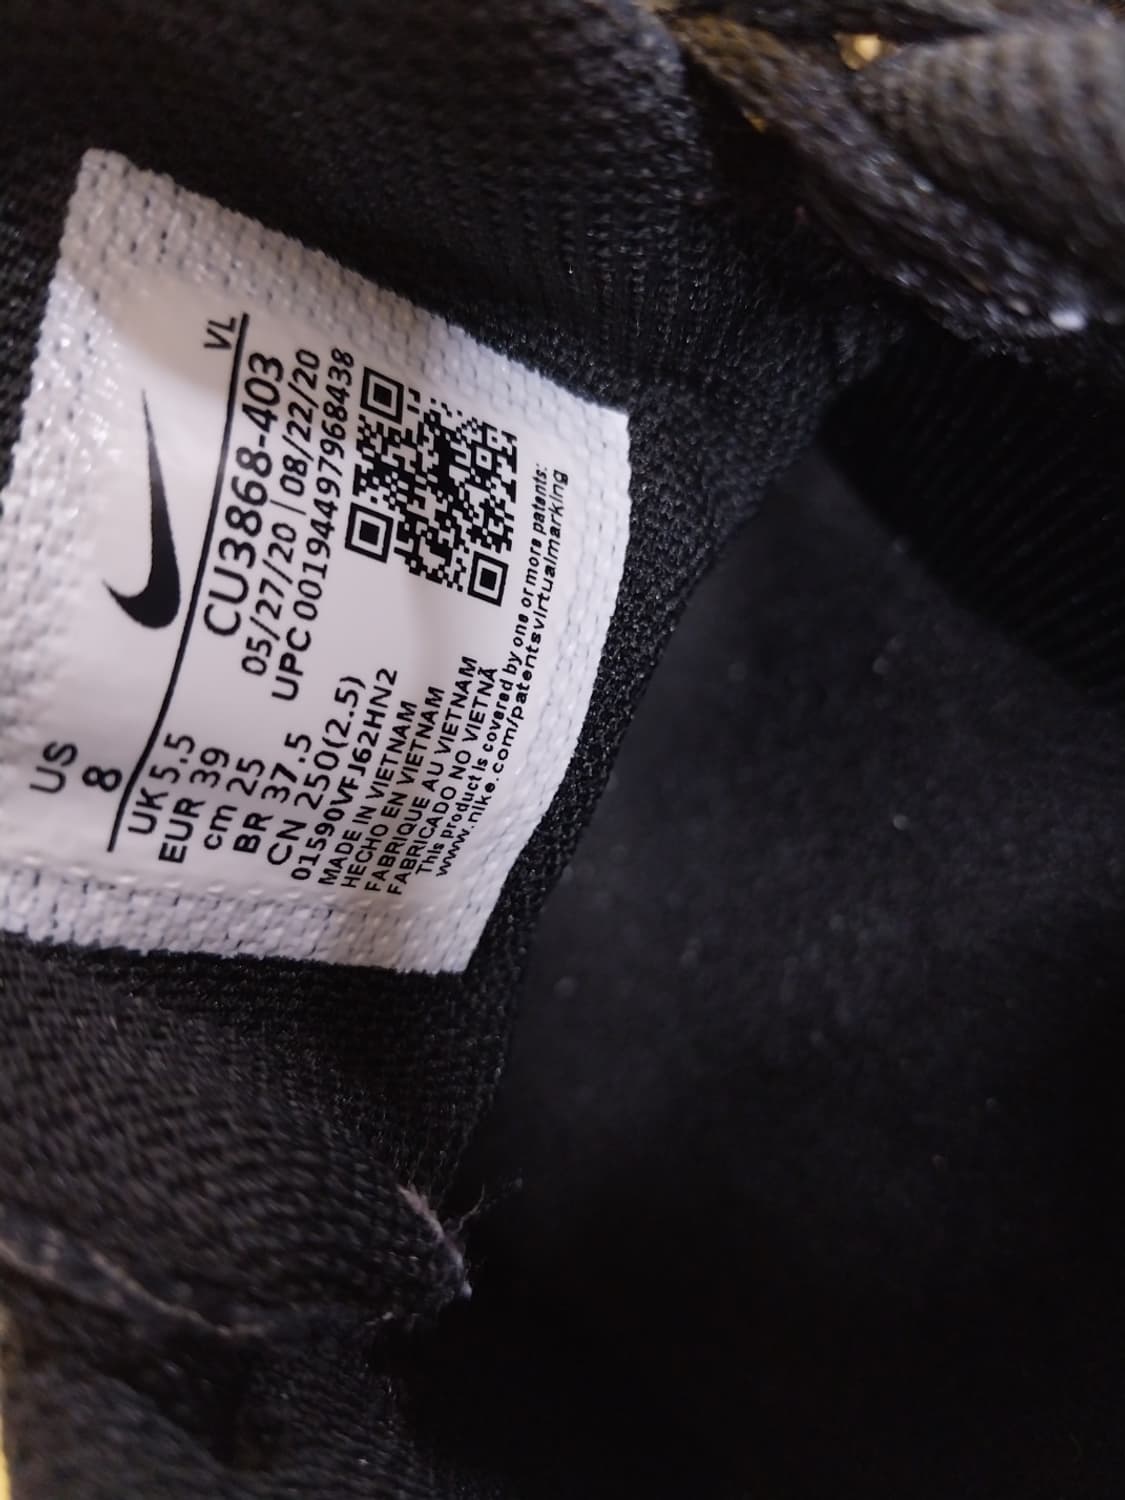 US
8
VL
UK 5.5
EUR 39
cm 25
BR 37.5
CN 250(2.5)
CU3868-403
05/27/20 | 08/22/20
UPC 00194497968438
01590VFJ62HN2
MADE IN VIETNAM
HECHO EN VIETNAM
FABRIQUE AU VIETNAM
FABRICADO NO VIETNÃ
This product is covered by one or more patents:
www.nike.com/patentsvirtualmarking